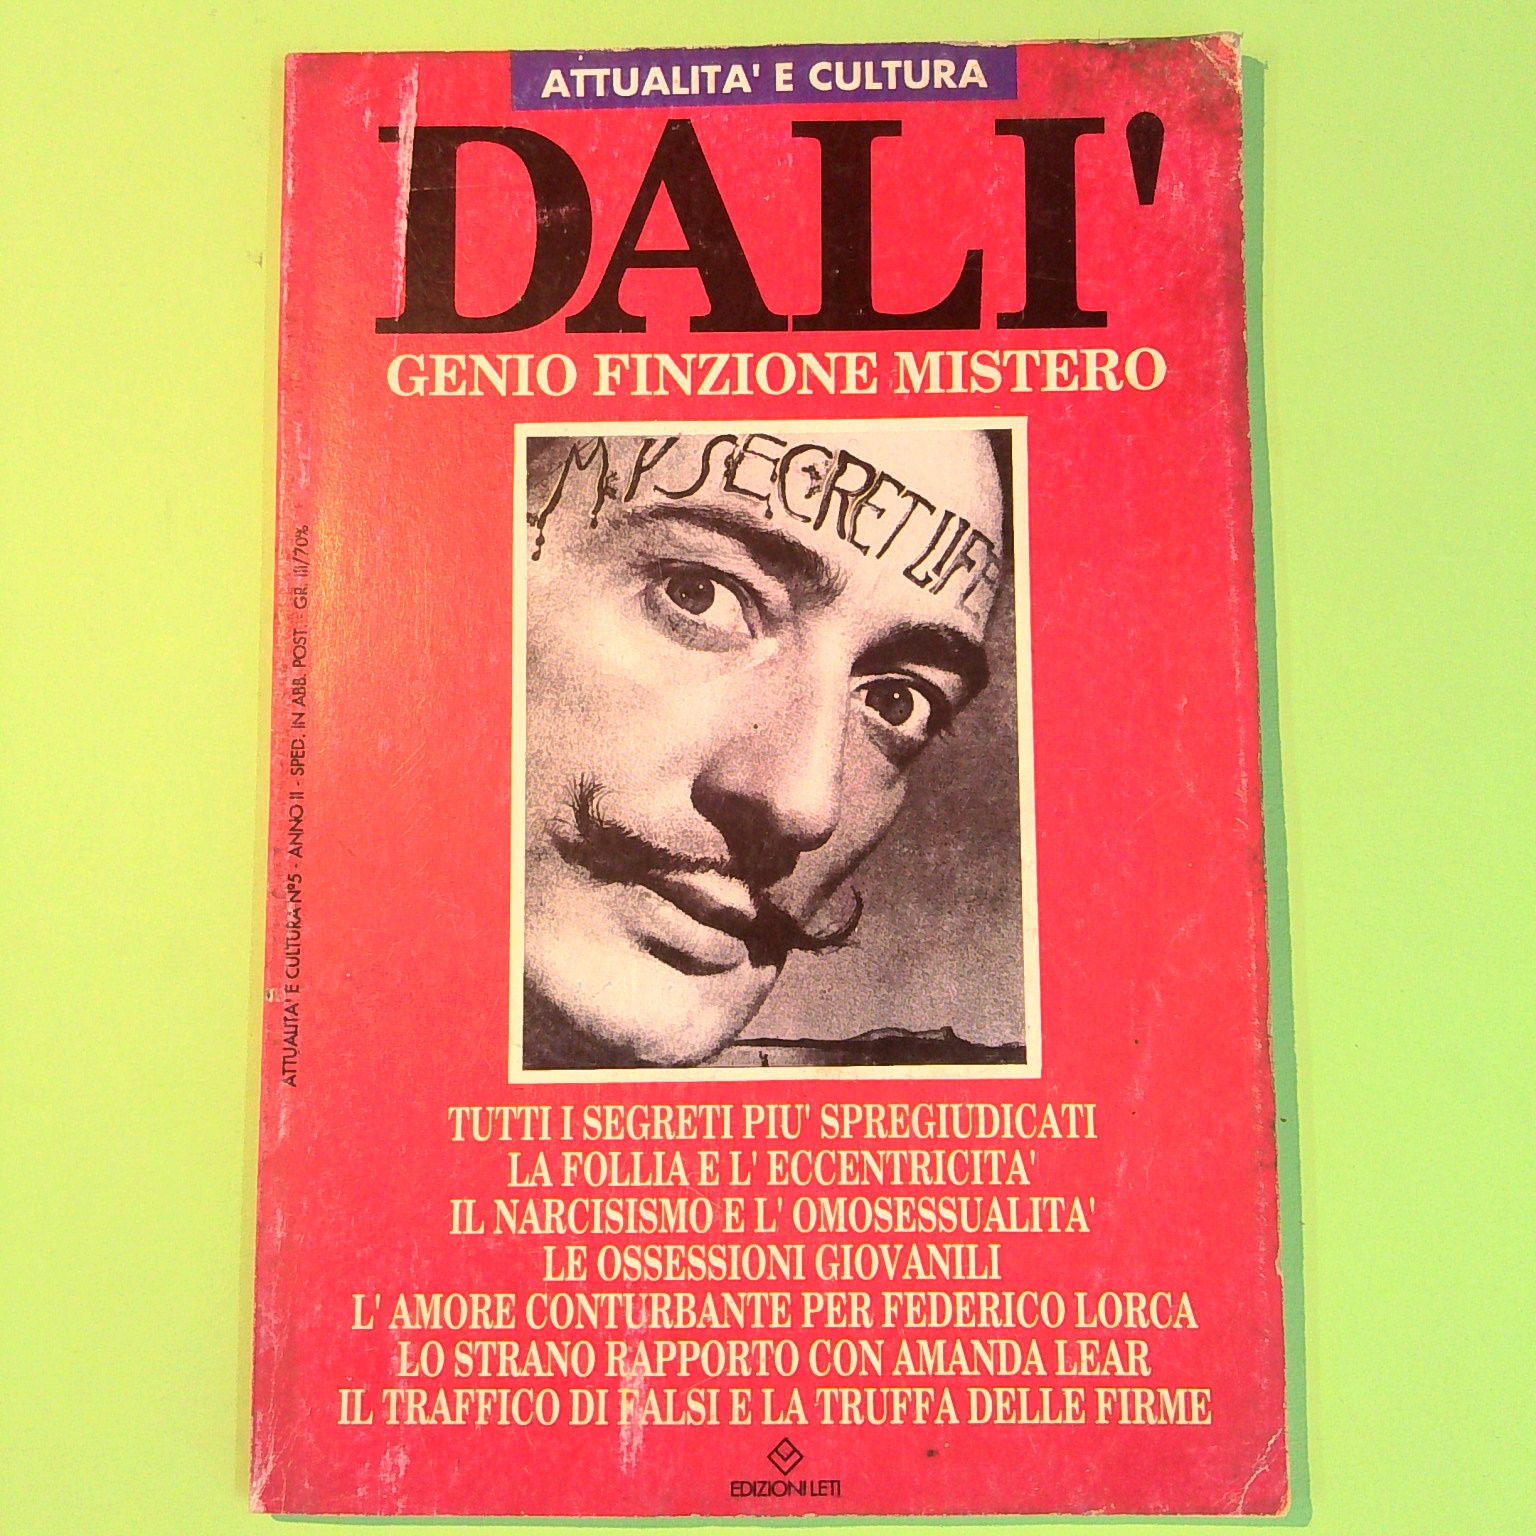 ATTUALITA' E CULTURA
DALI'
GENIO FINZIONE MISTERO
MY SECRET LIFE
ATTUALITA' E CULTURA N°5 - ANNO II - SPED. IN ABB. POST. - GR. III/70%
TUTTI I SEGRETI PIU' SPREGIUDICATI
LA FOLLIA E L' ECCENTRICITA'
IL NARCISISMO E L' OMOSESSUALITA'
LE OSSESSIONI GIOVANILI
L' AMORE CONTURBANTE PER FEDERICO LORCA
LO STRANO RAPPORTO CON AMANDA LEAR
IL TRAFFICO DI FALSI E LA TRUFFA DELLE FIRME
EDIZIONI LETI